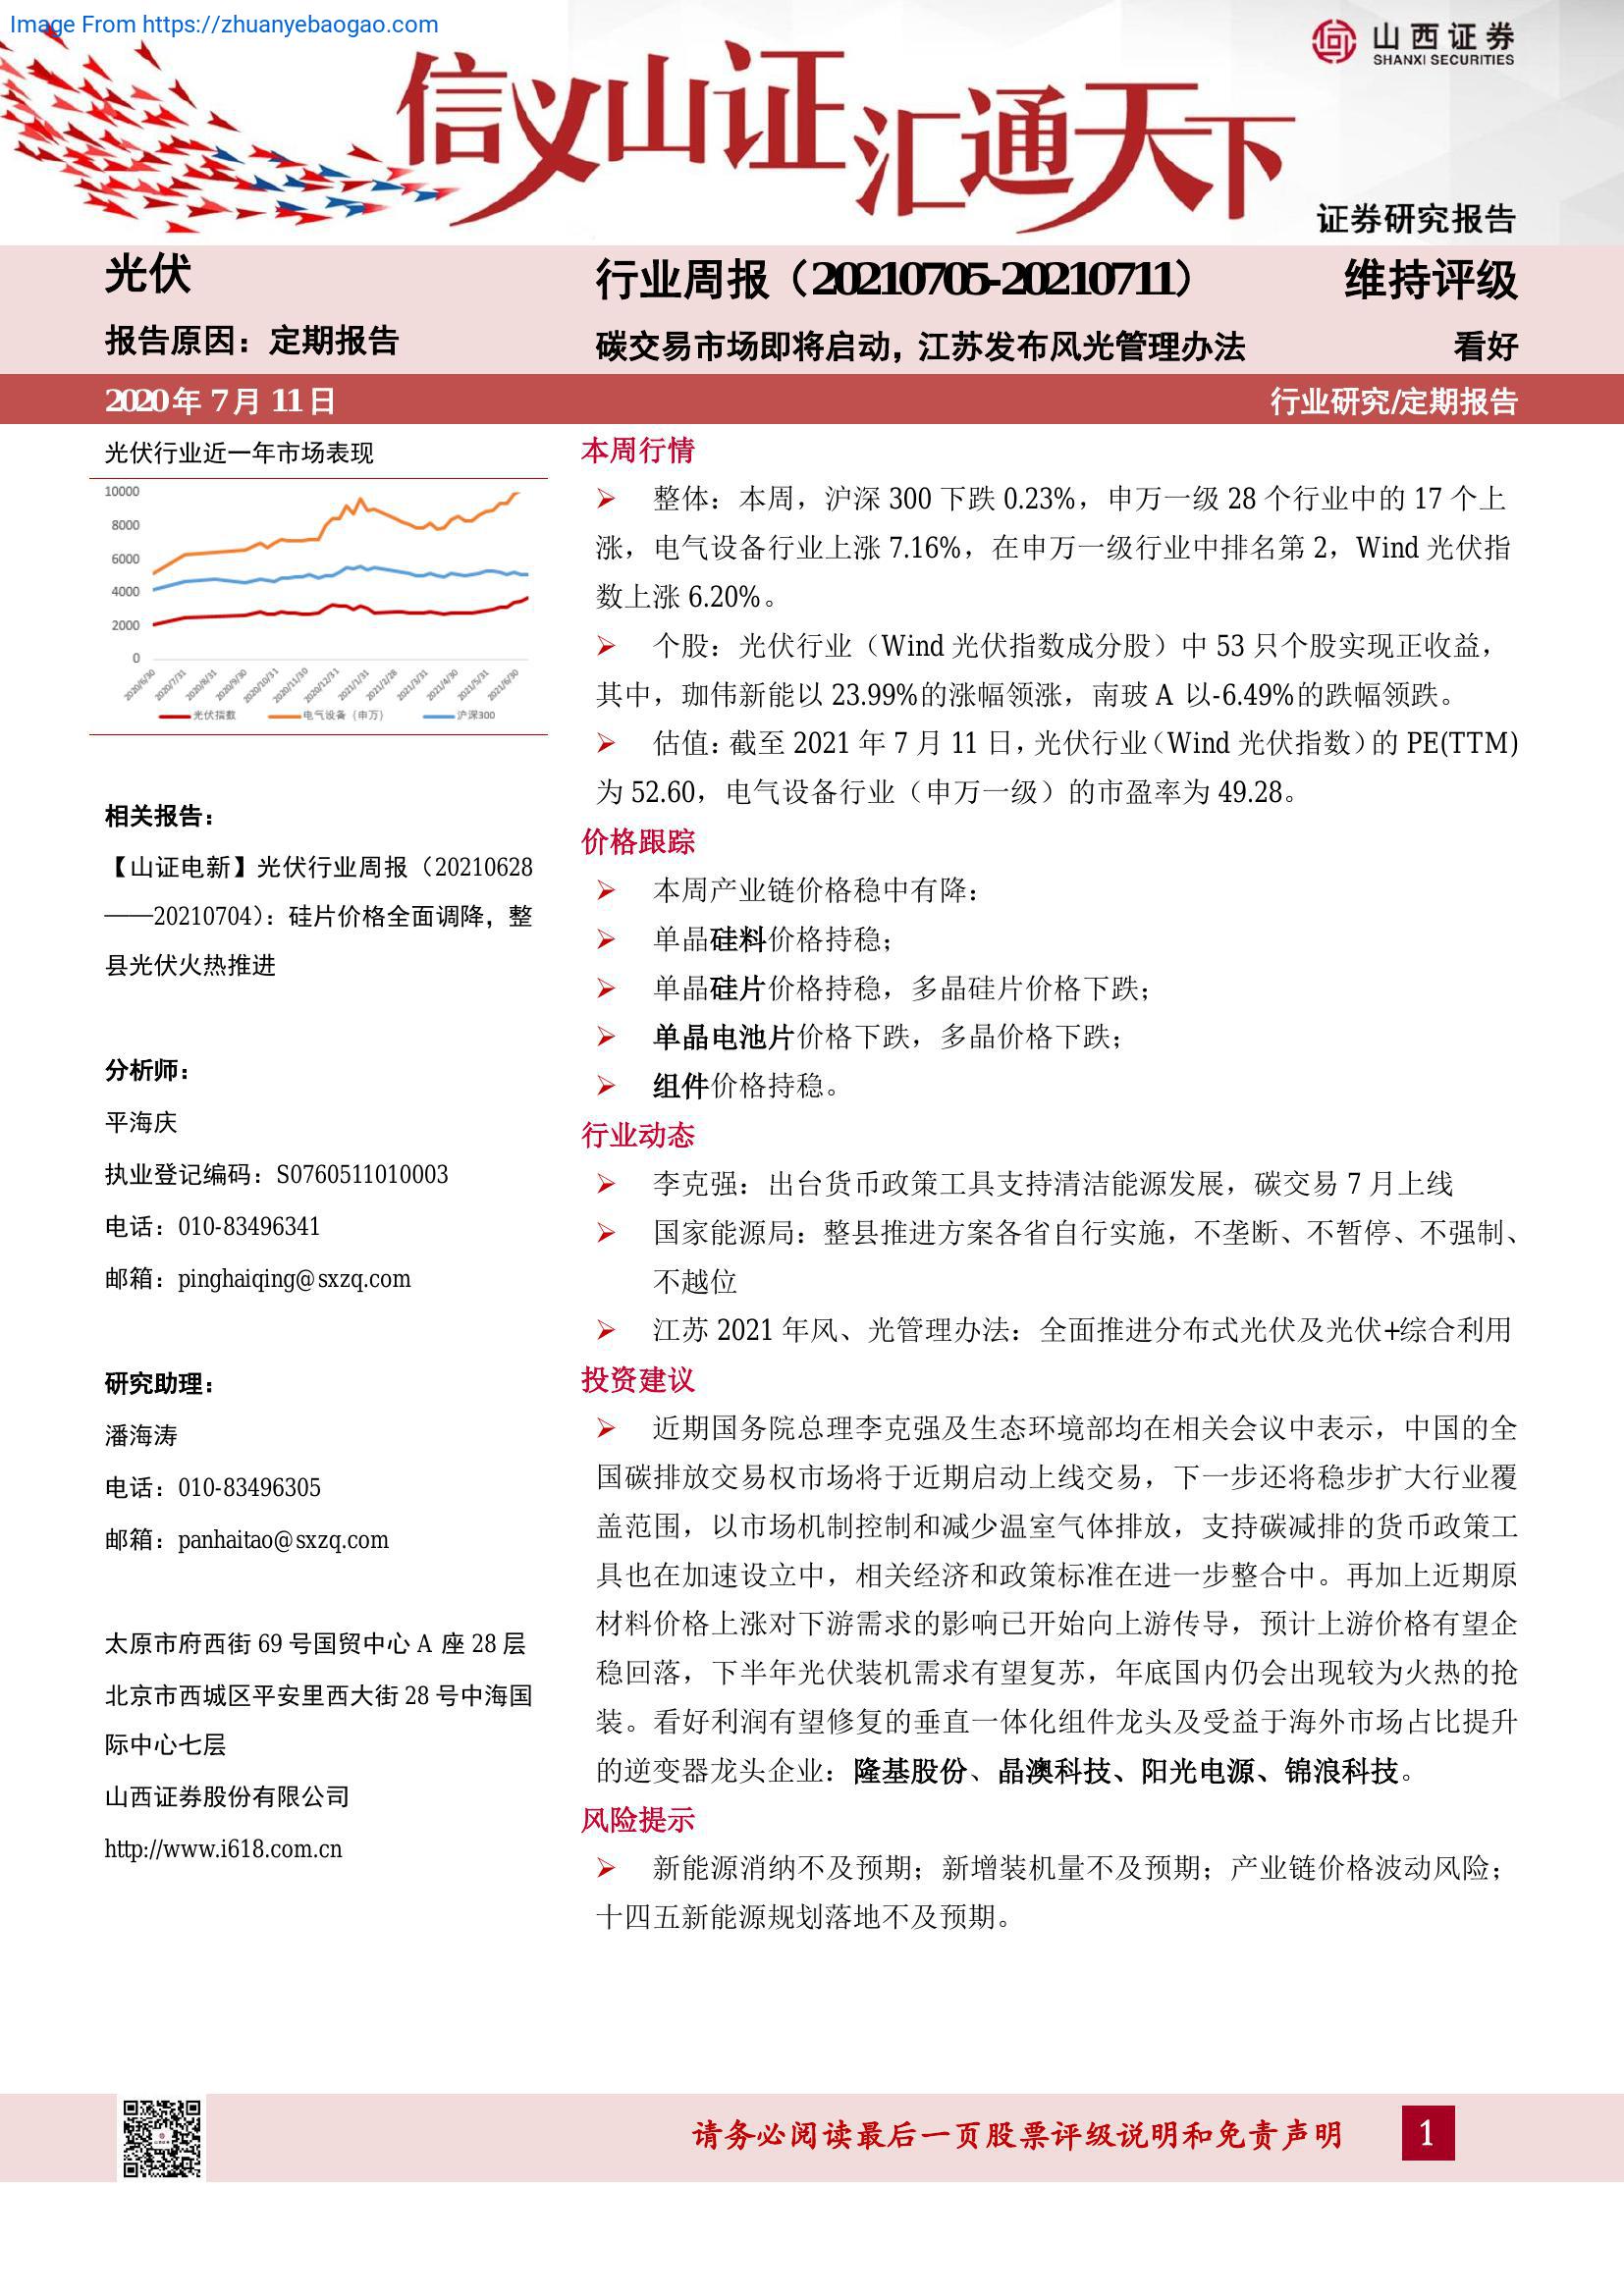 Image From https://zhuanyebaogao.com
山西证券
SHANXI SECURITIES
信义山证汇通天下
证券研究报告
光伏
报告原因：定期报告
行业周报（20210705-20210711）
维持评级
碳交易市场即将启动，江苏发布风光管理办法
看好
2020 年 7 月 11 日
行业研究/定期报告
光伏行业近一年市场表现
10000
8000
6000
4000
2000
0
2020/6/30
2020/7/31
2020/8/31
2020/9/30
2020/10/31
2020/11/30
2020/12/31
2021/1/31
2021/2/28
2021/3/31
2021/4/30
2021/5/31
2021/6/30
光伏指数
电气设备（申万）
沪深300
相关报告：
【山证电新】光伏行业周报（20210628
——20210704）：硅片价格全面调降，整
县光伏火热推进
分析师：
平海庆
执业登记编码：S0760511010003
电话：010-83496341
邮箱：pinghaiqing@sxzq.com
研究助理：
潘海涛
电话：010-83496305
邮箱：panhaitao@sxzq.com
太原市府西街 69 号国贸中心 A 座 28 层
北京市西城区平安里西大街 28 号中海国
际中心七层
山西证券股份有限公司
http://www.i618.com.cn
本周行情
➢ 整体：本周，沪深 300 下跌 0.23%，申万一级 28 个行业中的 17 个上
涨，电气设备行业上涨 7.16%，在申万一级行业中排名第 2，Wind 光伏指
数上涨 6.20%。
➢ 个股：光伏行业（Wind 光伏指数成分股）中 53 只个股实现正收益，
其中，珈伟新能以 23.99%的涨幅领涨，南玻 A 以-6.49%的跌幅领跌。
➢ 估值：截至 2021 年 7 月 11 日，光伏行业（Wind 光伏指数）的 PE(TTM)
为 52.60，电气设备行业（申万一级）的市盈率为 49.28。
价格跟踪
➢ 本周产业链价格稳中有降：
➢ 单晶硅料价格持稳；
➢ 单晶硅片价格持稳，多晶硅片价格下跌；
➢ 单晶电池片价格下跌，多晶价格下跌；
➢ 组件价格持稳。
行业动态
➢ 李克强：出台货币政策工具支持清洁能源发展，碳交易 7 月上线
➢ 国家能源局：整县推进方案各省自行实施，不垄断、不暂停、不强制、
不越位
➢ 江苏 2021 年风、光管理办法：全面推进分布式光伏及光伏+综合利用
投资建议
➢ 近期国务院总理李克强及生态环境部均在相关会议中表示，中国的全
国碳排放交易权市场将于近期启动上线交易，下一步还将稳步扩大行业覆
盖范围，以市场机制控制和减少温室气体排放，支持碳减排的货币政策工
具也在加速设立中，相关经济和政策标准在进一步整合中。再加上近期原
材料价格上涨对下游需求的影响已开始向上游传导，预计上游价格有望企
稳回落，下半年光伏装机需求有望复苏，年底国内仍会出现较为火热的抢
装。看好利润有望修复的垂直一体化组件龙头及受益于海外市场占比提升
的逆变器龙头企业：隆基股份、晶澳科技、阳光电源、锦浪科技。
风险提示
➢ 新能源消纳不及预期；新增装机量不及预期；产业链价格波动风险；
十四五新能源规划落地不及预期。
请务必阅读最后一页股票评级说明和免责声明
1